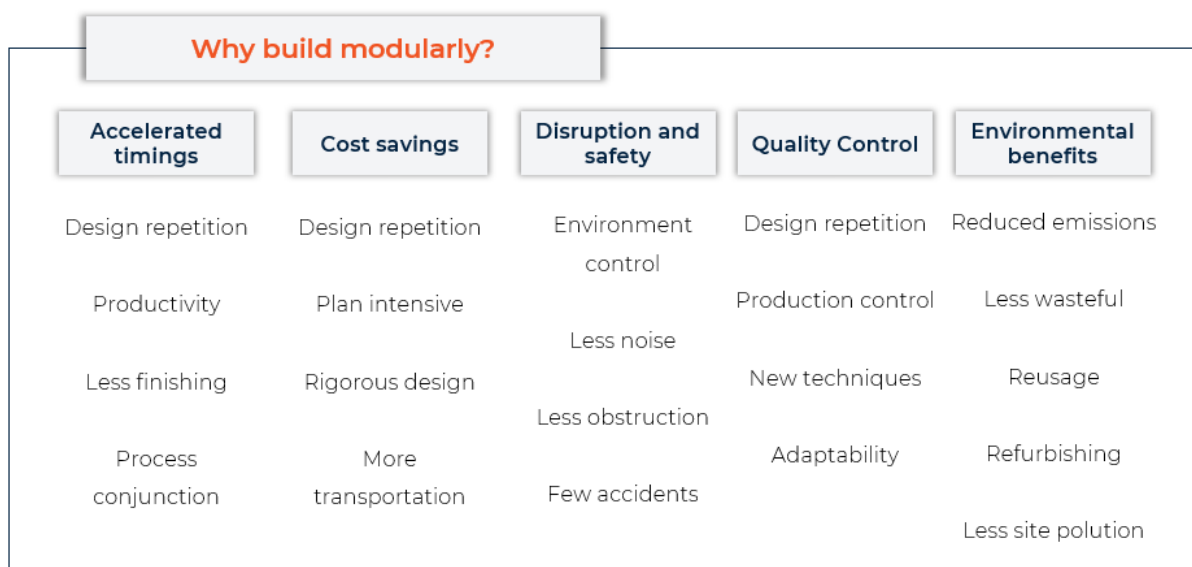 Why build modularly?
Accelerated
timings
Design repetition
Productivity
Less finishing
Process
conjunction
Cost savings
Design repetition
Plan intensive
Rigorous design
More
transportation
Disruption and
safety
Environment
control
Less noise
Less obstruction
Few accidents
Quality Control
Design repetition
Production control
New techniques
Adaptability
Environmental
benefits
Reduced emissions
Less wasteful
Reusage
Refurbishing
Less site polution